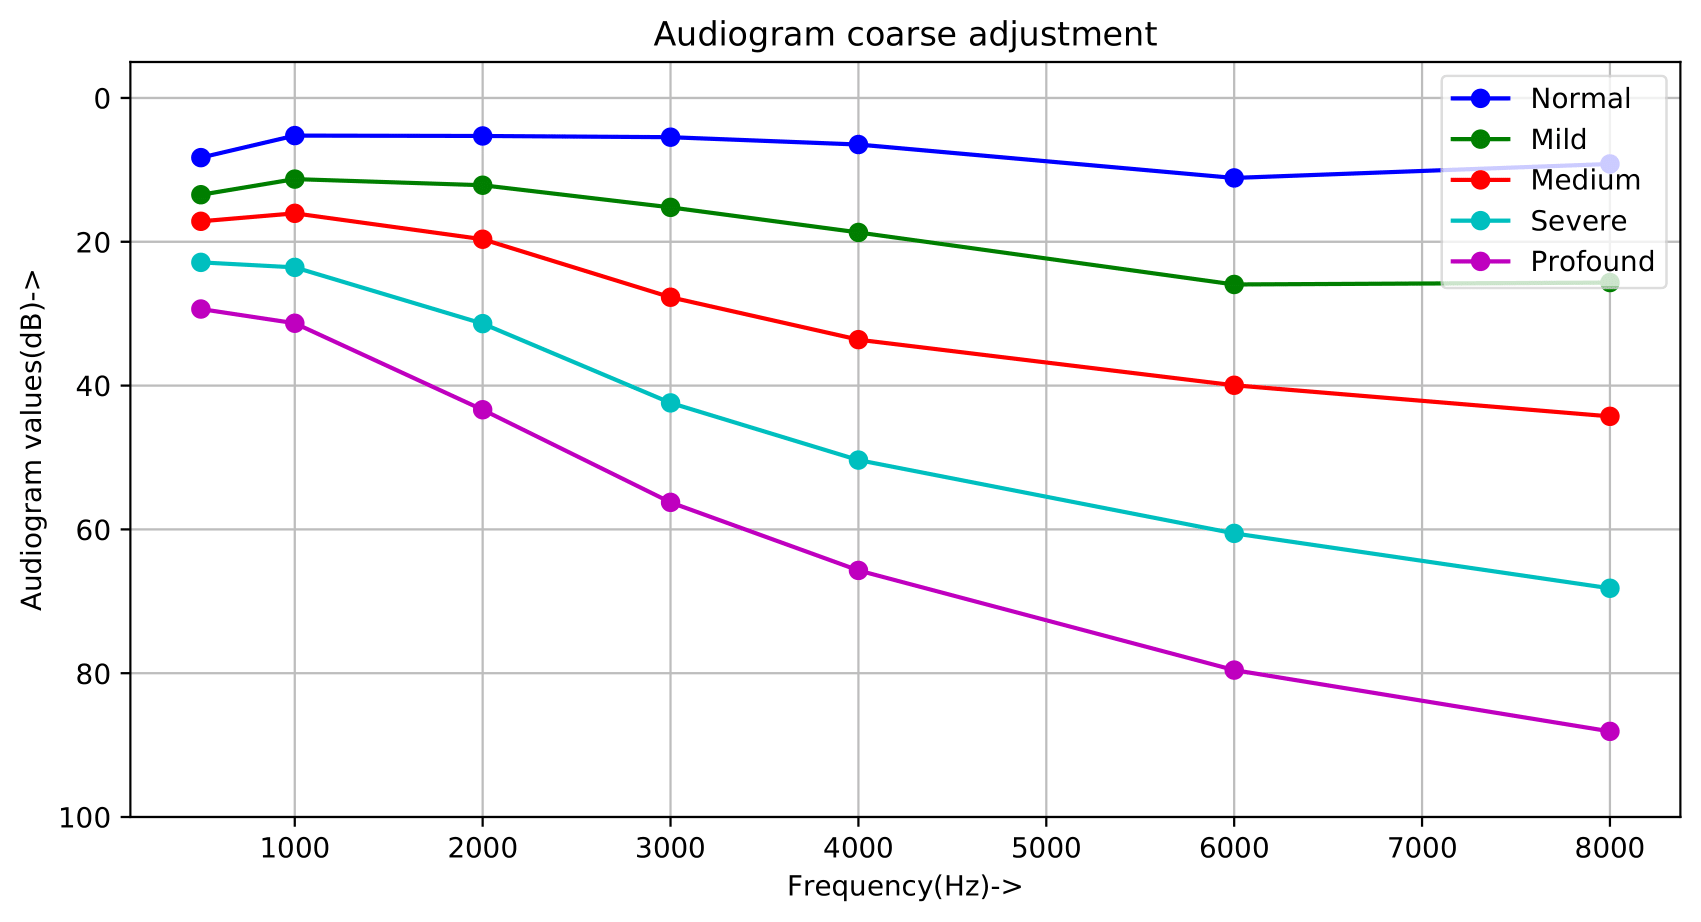 Audiogram coarse adjustment
Normal
Mild
Medium
Severe
Profound
Audiogram values(dB)->
0
20
40
60
80
100
1000 2000 3000 4000 5000 6000 7000 8000
Frequency(Hz)->